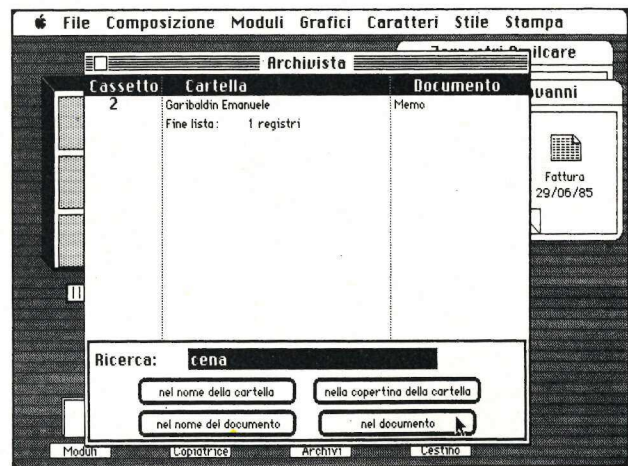 File Composizione Moduli Grafici Caratteri Stile Stampa
Archivista
Cassetto Cartella Documento
2 Garibaldin Emanuele Memo
Fine lista: 1 registri
Fattura
29/06/85
Ricerca: cena
nel nome della cartella nella copertina della cartella
nel nome del documento nel documento
Moduli Copiatrice Archivi Cestino